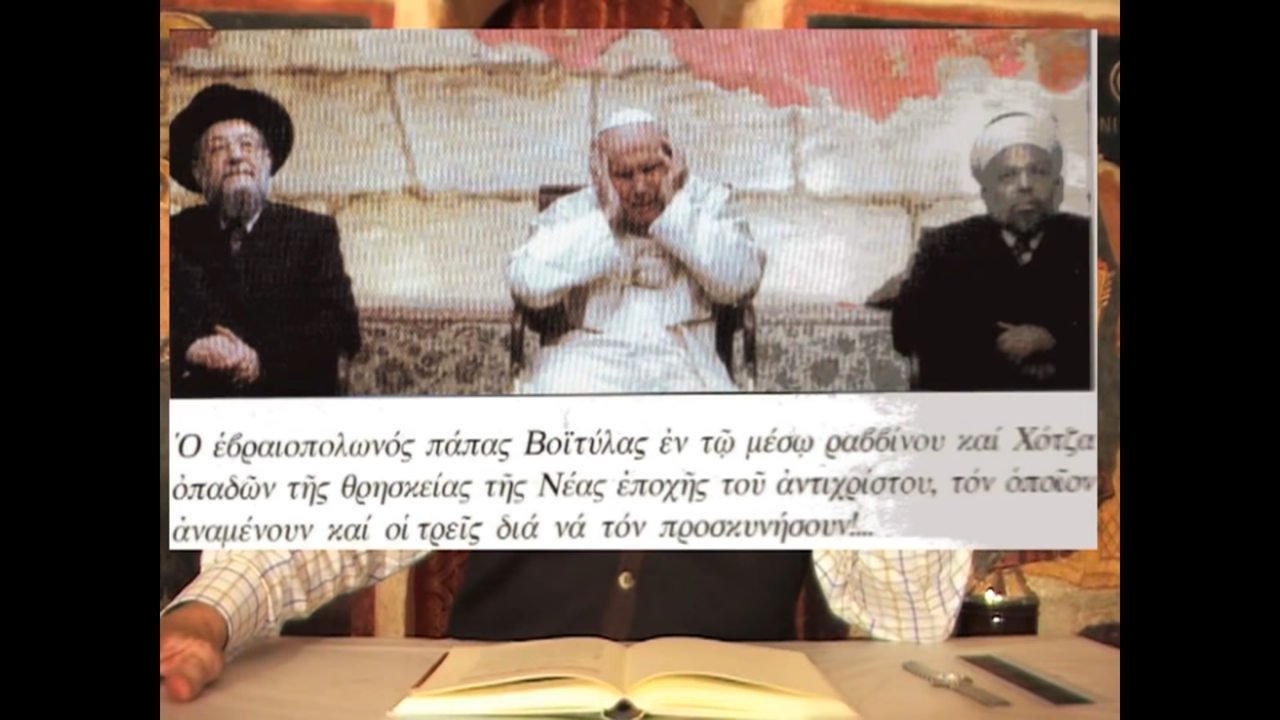 Ὁ ἑβραιοπολωνός πάπας Βοϊτύλας ἐν τῷ μέσῳ ραββίνου καί Χότζα
ὀπαδῶν τῆς θρησκείας τῆς Νέας ἐποχῆς τοῦ ἀντιχρίστου, τόν ὁποῖον
ἀναμένουν καί οἱ τρεῖς διά νά τόν προσκυνήσουν!...